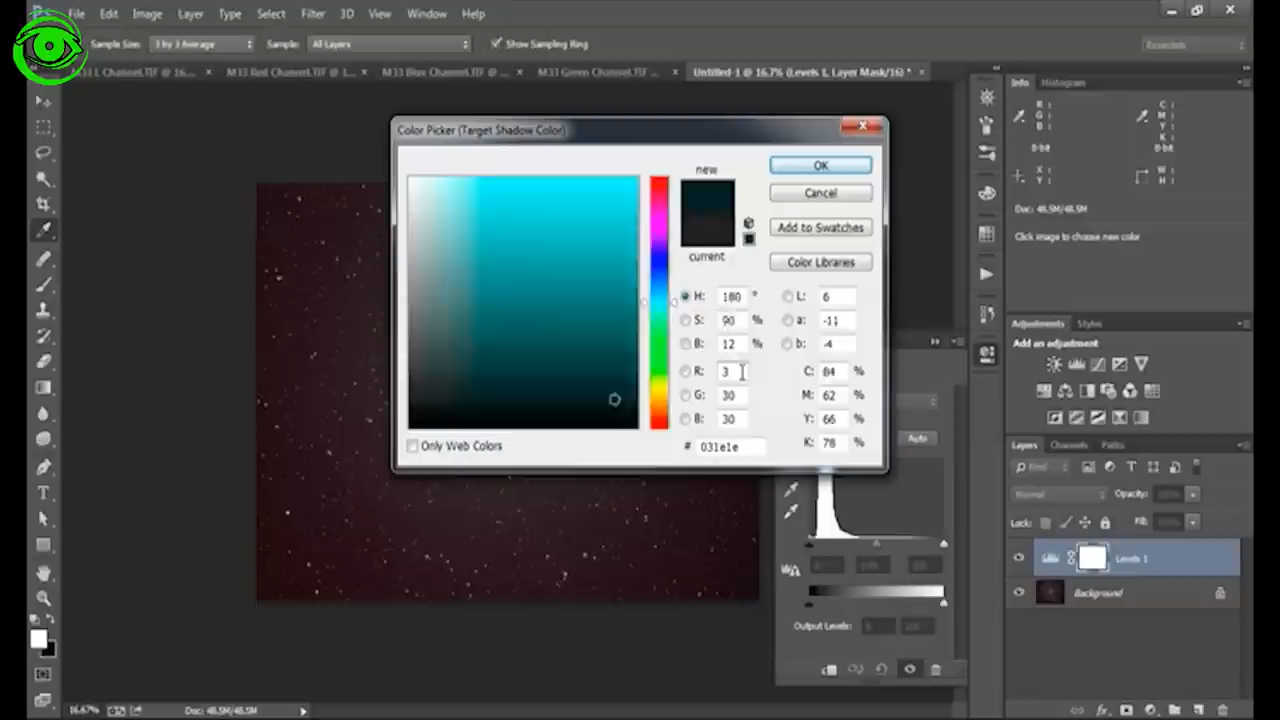 File Edit Image Layer Type Select Filter 3D View Window Help
Sample Size: 3 by 3 Average Sample: All Layers Show Sampling Ring Essentials
M33 L Channel.TIF @ 16... × M33 Red Channel.TIF @ 1... × M33 Blue Channel.TIF @ ... × M33 Green Channel.TIF ... × Untitled-1 @ 16.7% (Levels 1, Layer Mask/16) * ×
Info Histogram
R: C:
G: M:
B: Y:
K:
8-bit 8-bit
X: W:
Y: H:
Doc: 48.5M/48.5M
Click image to choose new color
Color Picker (Target Shadow Color)
new
current
OK
Cancel
Add to Swatches
Color Libraries
H: 180 ° L: 6
S: 90 % a: -11
B: 12 % b: -4
R: 3 C: 84 %
G: 30 M: 62 %
B: 30 Y: 66 %
# 031e1e K: 78 %
Only Web Colors
Auto
Output Levels:
Adjustments Styles
Add an adjustment
Layers Channels Paths
Kind
Normal Opacity:
Lock: Fill:
Levels 1
Background
16.67% Doc: 48.5M/48.5M